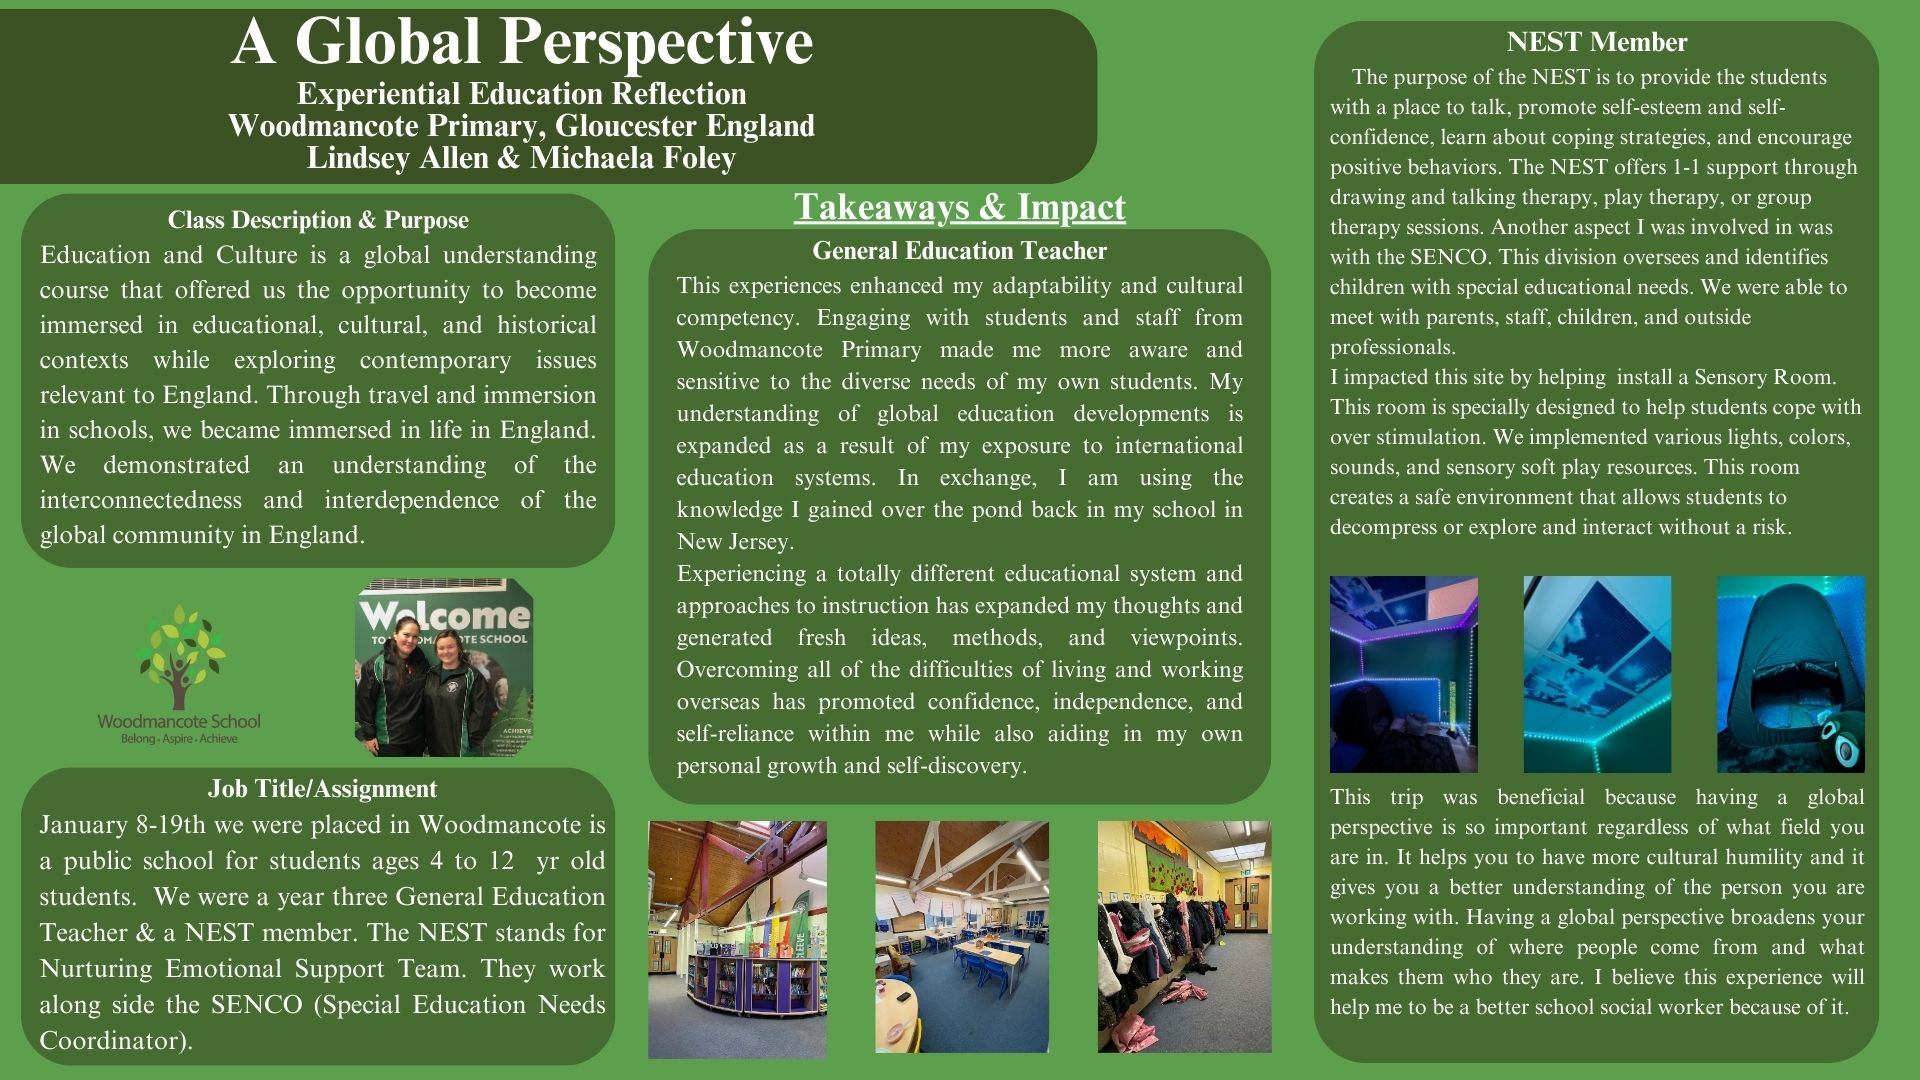 A Global Perspective
Experiential Education Reflection
Woodmancote Primary, Gloucester England
Lindsey Allen & Michaela Foley
Class Description & Purpose
Education and Culture is a global understanding
course that offered us the opportunity to become
immersed in educational, cultural, and historical
contexts while exploring contemporary issues
relevant to England. Through travel and immersion
in schools, we became immersed in life in England.
We demonstrated an understanding of the
interconnectedness and interdependence of the
global community in England.
Woodmancote School
Belong - Aspire - Achieve
Welcome
SCHOOL
ACHIEVE
Job Title/Assignment
January 8-19th we were placed in Woodmancote is
a public school for students ages 4 to 12 yr old
students. We were a year three General Education
Teacher & a NEST member. The NEST stands for
Nurturing Emotional Support Team. They work
along side the SENCO (Special Education Needs
Coordinator).
Takeaways & Impact
General Education Teacher
This experiences enhanced my adaptability and cultural
competency. Engaging with students and staff from
Woodmancote Primary made me more aware and
sensitive to the diverse needs of my own students. My
understanding of global education developments is
expanded as a result of my exposure to international
education systems. In exchange, I am using the
knowledge I gained over the pond back in my school in
New Jersey.
Experiencing a totally different educational system and
approaches to instruction has expanded my thoughts and
generated fresh ideas, methods, and viewpoints.
Overcoming all of the difficulties of living and working
overseas has promoted confidence, independence, and
self-reliance within me while also aiding in my own
personal growth and self-discovery.
NEST Member
The purpose of the NEST is to provide the students
with a place to talk, promote self-esteem and self-
confidence, learn about coping strategies, and encourage
positive behaviors. The NEST offers 1-1 support through
drawing and talking therapy, play therapy, or group
therapy sessions. Another aspect I was involved in was
with the SENCO. This division oversees and identifies
children with special educational needs. We were able to
meet with parents, staff, children, and outside
professionals.
I impacted this site by helping install a Sensory Room.
This room is specially designed to help students cope with
over stimulation. We implemented various lights, colors,
sounds, and sensory soft play resources. This room
creates a safe environment that allows students to
decompress or explore and interact without a risk.
This trip was beneficial because having a global
perspective is so important regardless of what field you
are in. It helps you to have more cultural humility and it
gives you a better understanding of the person you are
working with. Having a global perspective broadens your
understanding of where people come from and what
makes them who they are. I believe this experience will
help me to be a better school social worker because of it.